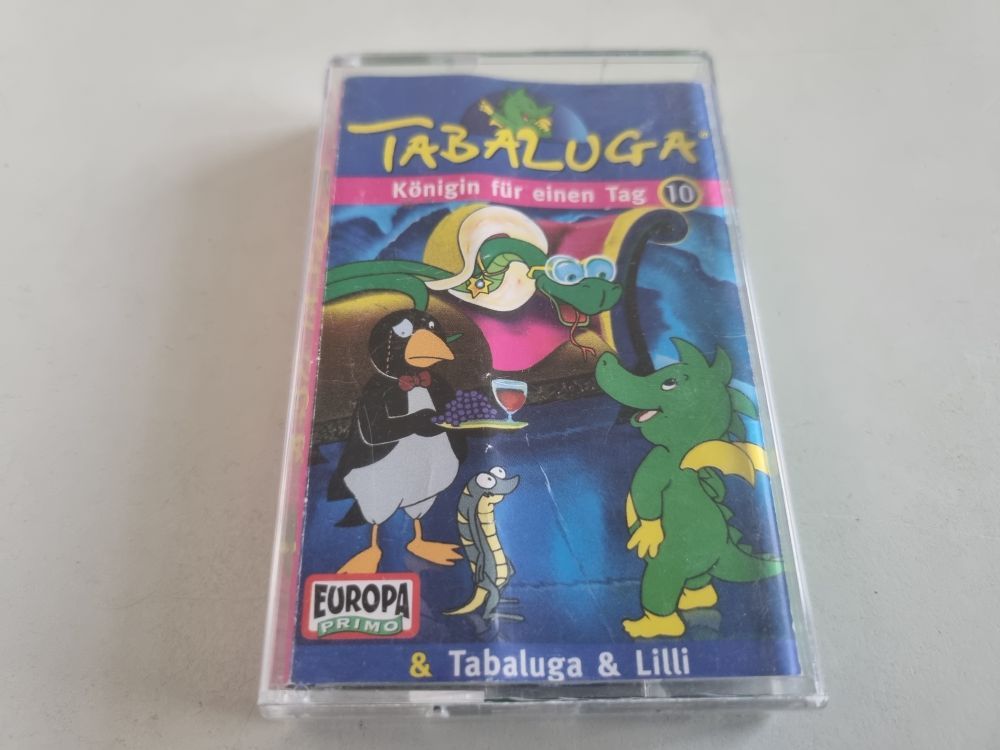 TABALUGA®
Königin für einen Tag 10
EUROPA
PRIMO
& Tabaluga & Lilli